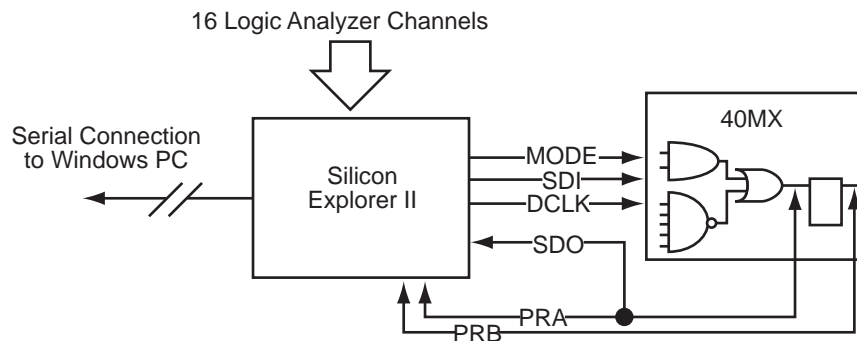 16 Logic Analyzer Channels
Serial Connection
to Windows PC
Silicon
Explorer II
MODE
SDI
DCLK
SDO
PRA
PRB
40MX